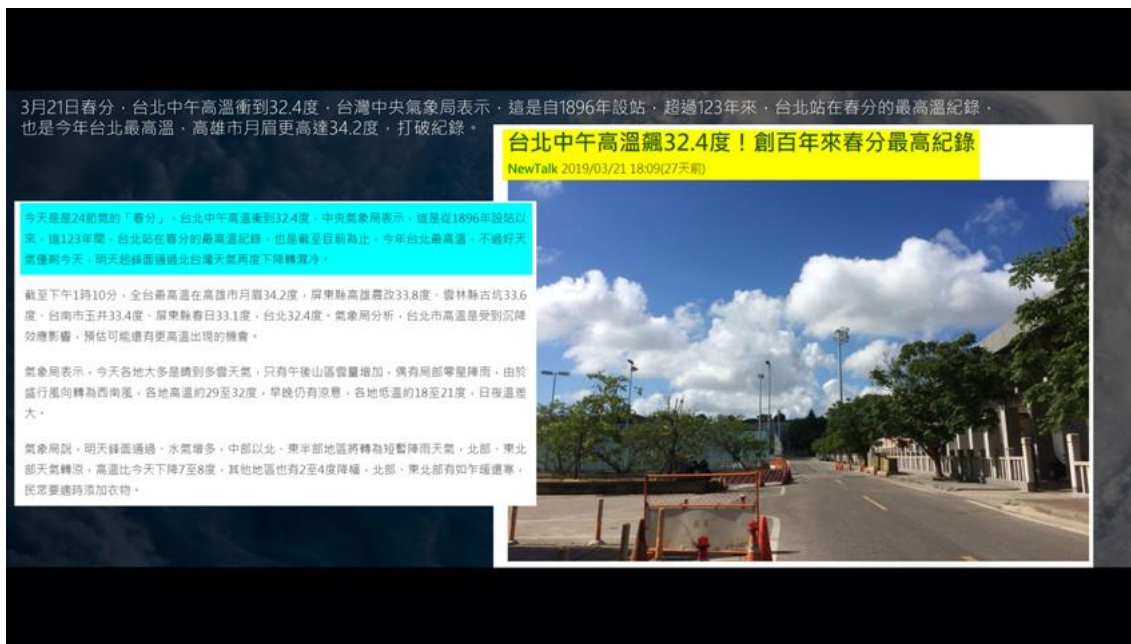 3月21日春分，台北中午高溫衝到32.4度，台灣中央氣象局表示，這是自1896年設站，超過123年來，台北站在春分的最高溫紀錄，
也是今年台北最高溫，高雄市月眉更高達34.2度，打破紀錄。
台北中午高溫飆32.4度！創百年來春分最高紀錄
NewTalk 2019/03/21 18:09(27天前)
今天是是24節氣的「春分」，台北中午高溫衝到32.4度，中央氣象局表示，這是從1896年設站以
來，這123年間，台北站在春分的最高溫紀錄，也是截至目前為止，今年台北最高溫，不過好天
氣僅剩今天，明天起鋒面通過北台灣天氣再度下降轉濕冷。
截至下午1時10分，全台最高溫在高雄市月眉34.2度，屏東縣高雄農改33.8度、雲林縣古坑33.6
度、台南市玉井33.4度、屏東縣春日33.1度，台北32.4度。氣象局分析，台北市高溫是受到沉降
效應影響，預估可能還有更高溫出現的機會。
氣象局表示，今天各地大多是晴到多雲天氣，只有午後山區雲量增加，偶有局部零星陣雨，由於
盛行風向轉為西南風，各地高溫約29至32度，早晚仍有涼意，各地低溫約18至21度，日夜溫差
大。
氣象局說，明天鋒面通過、水氣增多，中部以北、東半部地區將轉為短暫陣雨天氣，北部、東北
部天氣轉涼，高溫比今天下降7至8度，其他地區也有2至4度降幅，北部、東北部有如乍暖還寒，
民眾要適時添加衣物。